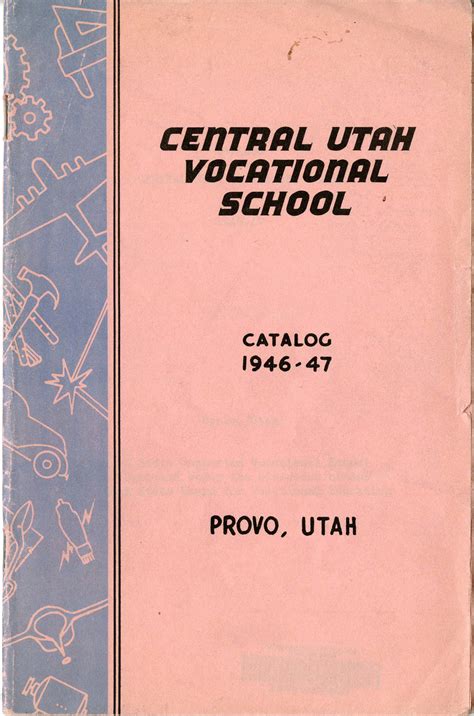 CENTRAL UTAH
VOCATIONAL
SCHOOL
CATALOG
1946-47
PROVO, UTAH